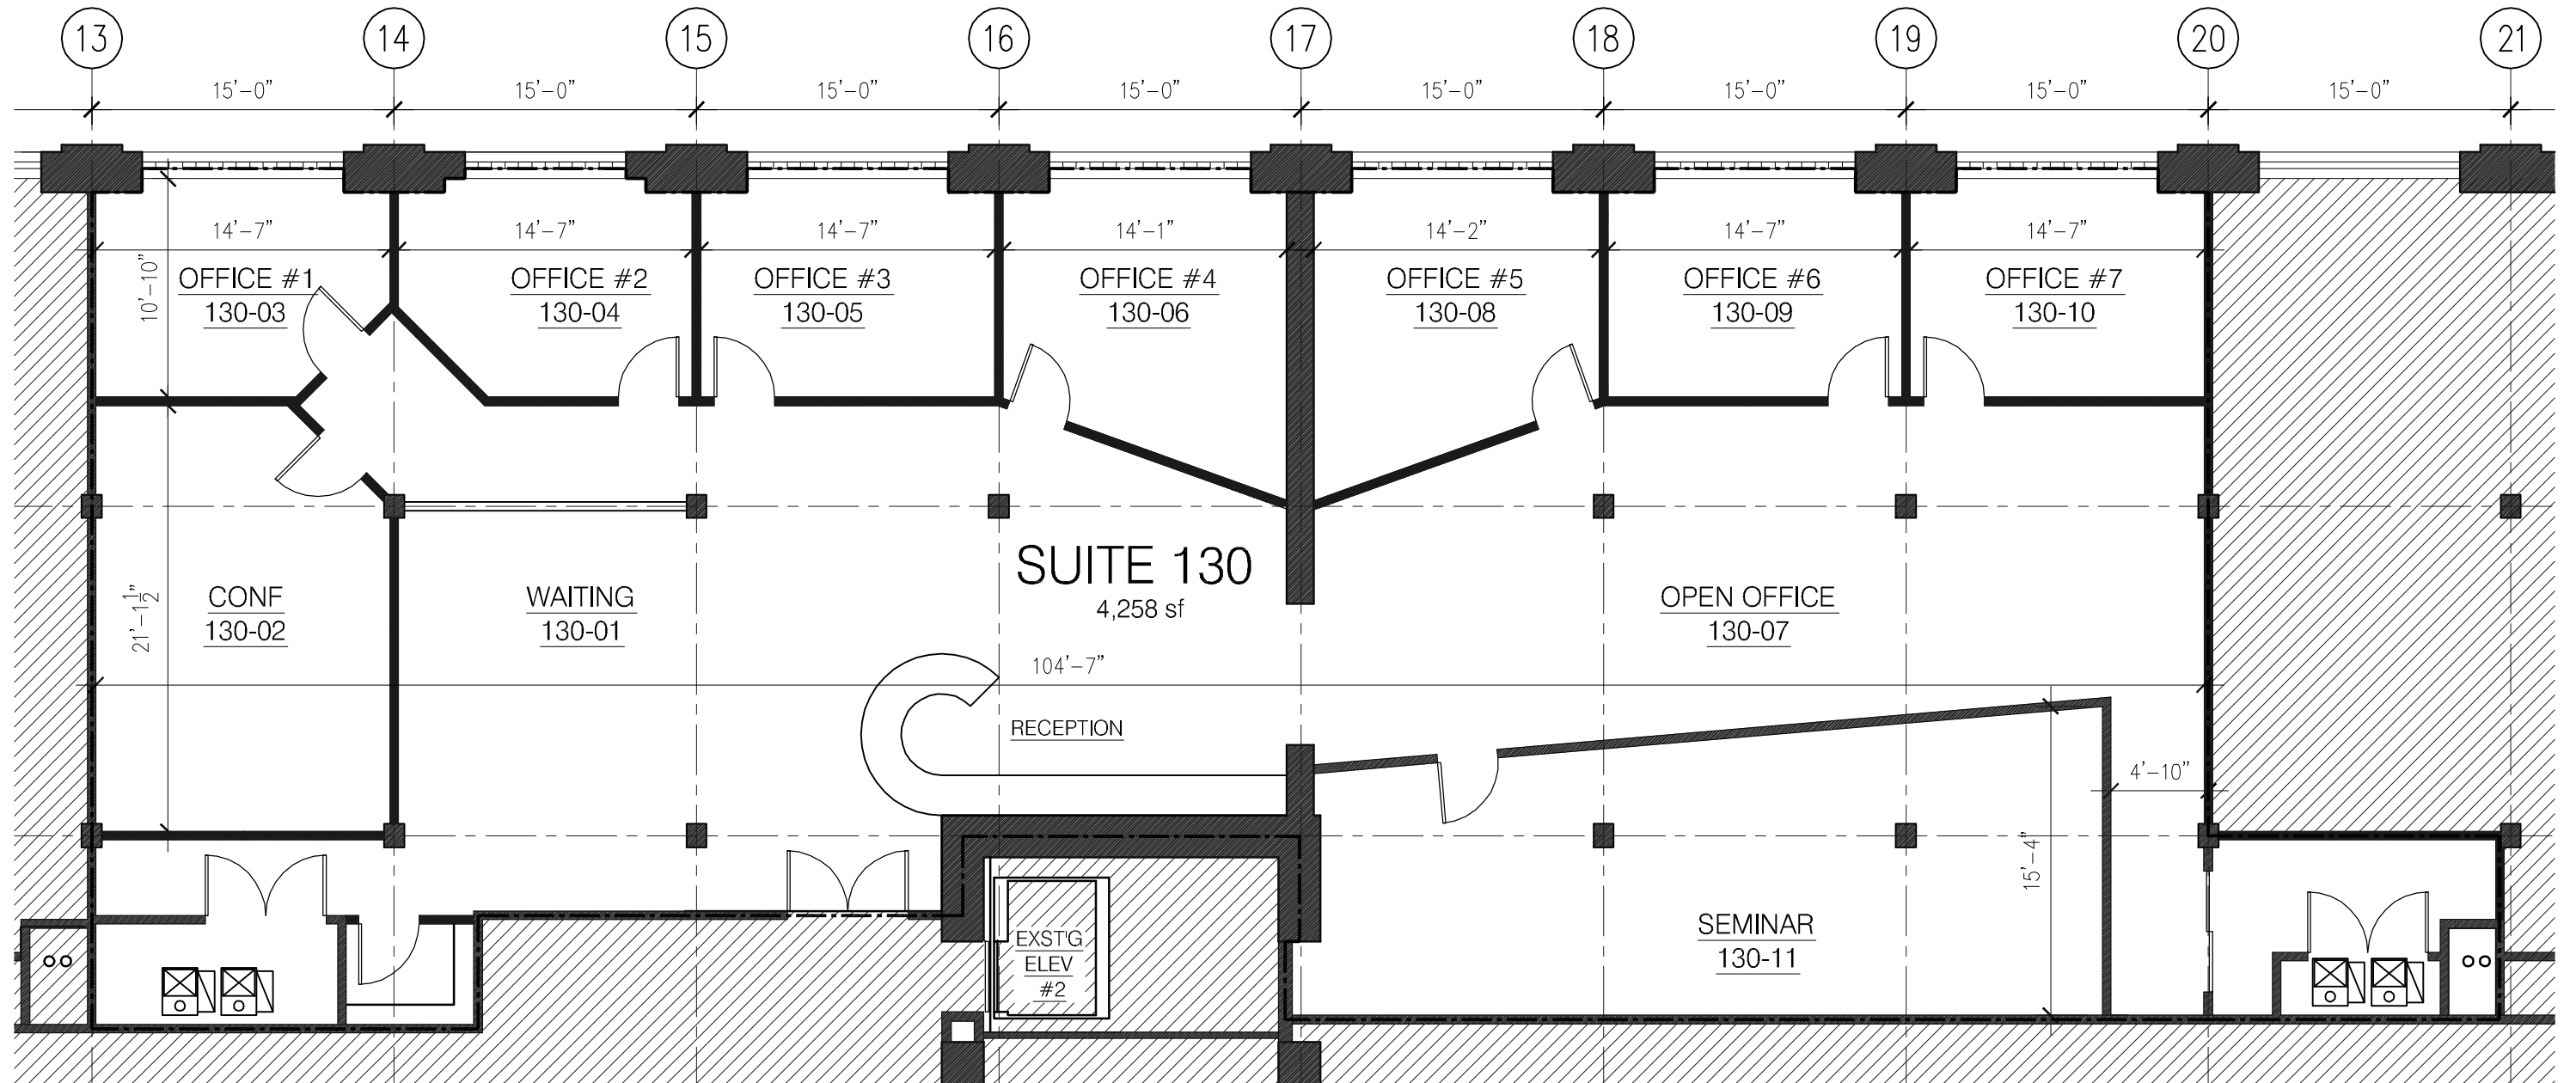 13 14 15 16 17 18 19 20 21
15'-0" 15'-0" 15'-0" 15'-0" 15'-0" 15'-0" 15'-0" 15'-0"
14'-7" 14'-7" 14'-7" 14'-1" 14'-2" 14'-7" 14'-7"
10'-10"
OFFICE #1
130-03
OFFICE #2
130-04
OFFICE #3
130-05
OFFICE #4
130-06
OFFICE #5
130-08
OFFICE #6
130-09
OFFICE #7
130-10
SUITE 130
4,258 sf
21'-1 1/2"
CONF
130-02
WAITING
130-01
OPEN OFFICE
130-07
104'-7"
RECEPTION
4'-10"
15'-4"
SEMINAR
130-11
EXST'G
ELEV
#2